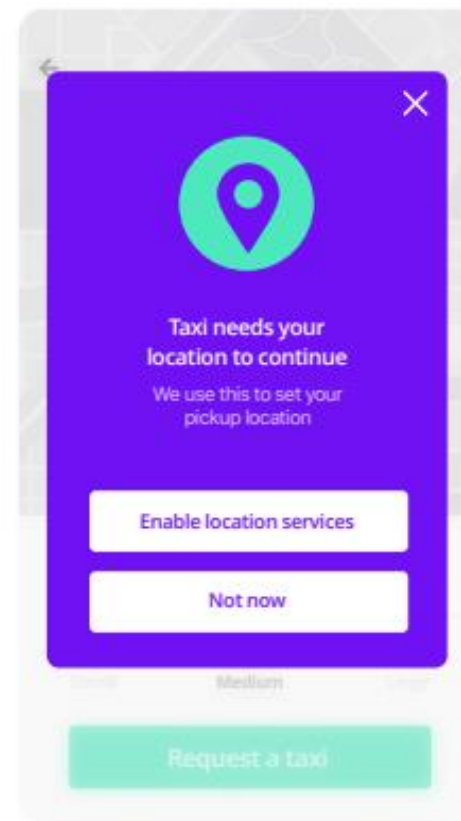 Taxi needs your
location to continue
We use this to set your
pickup location
Enable location services
Not now
Medium
Request a taxi